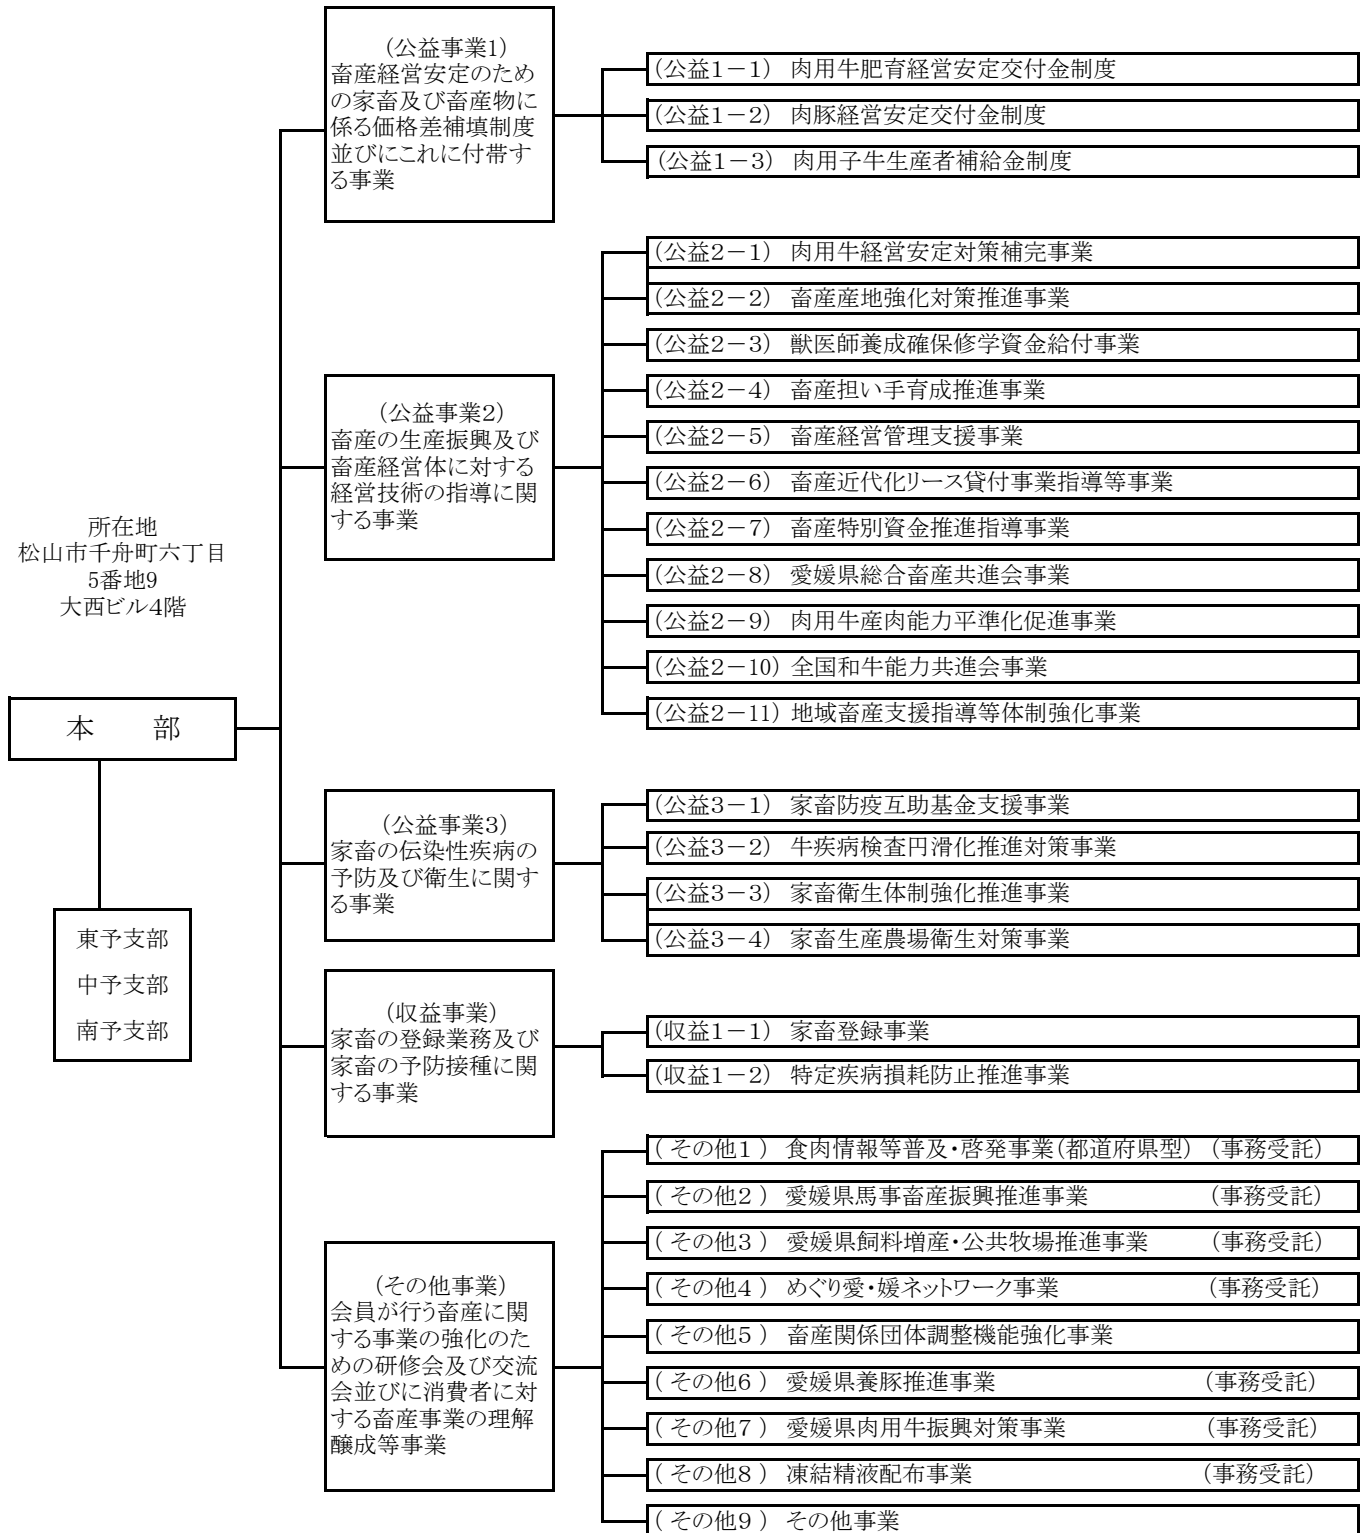 (公益事業1)
畜産経営安定のため
の家畜及び畜産物に
係る価格差補填制度
並びにこれに付帯す
る事業
(公益1-1) 肉用牛肥育経営安定交付金制度
(公益1-2) 肉豚経営安定交付金制度
(公益1-3) 肉用子牛生産者補給金制度
(公益事業2)
畜産の生産振興及び
畜産経営体に対する
経営技術の指導に関
する事業
(公益2-1) 肉用牛経営安定対策補完事業
(公益2-2) 畜産産地強化対策推進事業
(公益2-3) 獣医師養成確保修学資金給付事業
(公益2-4) 畜産担い手育成推進事業
(公益2-5) 畜産経営管理支援事業
(公益2-6) 畜産近代化リース貸付事業指導等事業
(公益2-7) 畜産特別資金推進指導事業
(公益2-8) 愛媛県総合畜産共進会事業
(公益2-9) 肉用牛産肉能力平準化促進事業
(公益2-10) 全国和牛能力共進会事業
(公益2-11) 地域畜産支援指導等体制強化事業
所在地
松山市千舟町六丁目
5番地9
大西ビル4階
本 部
東予支部
中予支部
南予支部
(公益事業3)
家畜の伝染性疾病の
予防及び衛生に関す
る事業
(公益3-1) 家畜防疫互助基金支援事業
(公益3-2) 牛疾病検査円滑化推進対策事業
(公益3-3) 家畜衛生体制強化推進事業
(公益3-4) 家畜生産農場衛生対策事業
(収益事業)
家畜の登録業務及び
家畜の予防接種に関
する事業
(収益1-1) 家畜登録事業
(収益1-2) 特定疾病損耗防止推進事業
(その他事業)
会員が行う畜産に関
する事業の強化のた
めの研修会及び交流
会並びに消費者に対
する畜産事業の理解
醸成等事業
(その他1) 食肉情報等普及・啓発事業(都道府県型) (事務受託)
(その他2) 愛媛県馬事畜産振興推進事業 (事務受託)
(その他3) 愛媛県飼料増産・公共牧場推進事業 (事務受託)
(その他4) めぐり愛・媛ネットワーク事業 (事務受託)
(その他5) 畜産関係団体調整機能強化事業
(その他6) 愛媛県養豚推進事業 (事務受託)
(その他7) 愛媛県肉用牛振興対策事業 (事務受託)
(その他8) 凍結精液配布事業 (事務受託)
(その他9) その他事業